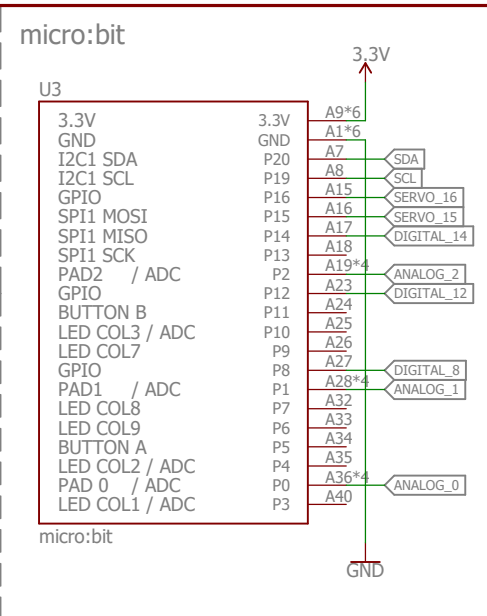 micro:bit
3.3V
U3
3.3V 3.3V A9*6
GND GND A1*6
I2C1 SDA P20 A7 SDA
I2C1 SCL P19 A8 SCL
GPIO P16 A15 SERVO_16
SPI1 MOSI P15 A16 SERVO_15
SPI1 MISO P14 A17 DIGITAL_14
SPI1 SCK P13 A18
PAD2 / ADC P2 A19*4 ANALOG_2
GPIO P12 A23 DIGITAL_12
BUTTON B P11 A24
LED COL3 / ADC P10 A25
LED COL7 P9 A26
GPIO P8 A27 DIGITAL_8
PAD1 / ADC P1 A28*4 ANALOG_1
LED COL8 P7 A32
LED COL9 P6 A33
BUTTON A P5 A34
LED COL2 / ADC P4 A35
PAD 0 / ADC P0 A36*4 ANALOG_0
LED COL1 / ADC P3 A40
micro:bit
GND